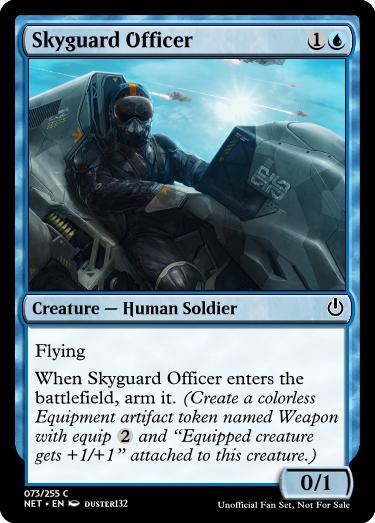 Skyguard Officer 1
Creature — Human Soldier
Flying
When Skyguard Officer enters the
battlefield, arm it. (Create a colorless
Equipment artifact token named Weapon
with equip 2 and “Equipped creature
gets +1/+1” attached to this creature.)
0/1
073/255 C
NET • EN DUSTER132
Unofficial Fan Set, Not For Sale